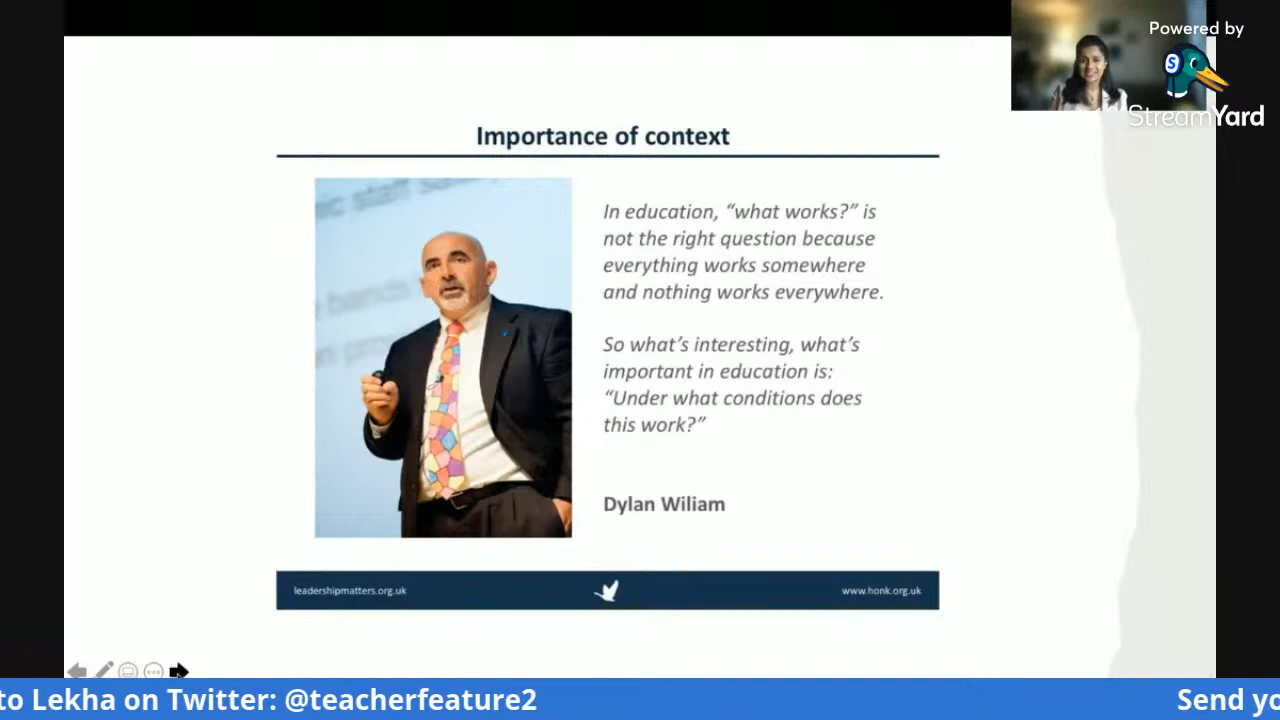 Powered by
StreamYard
Importance of context
In education, “what works?” is
not the right question because
everything works somewhere
and nothing works everywhere.
So what’s interesting, what’s
important in education is:
“Under what conditions does
this work?”
Dylan Wiliam
leadershipmatters.org.uk
www.honk.org.uk
to Lekha on Twitter: @teacherfeature2
Send